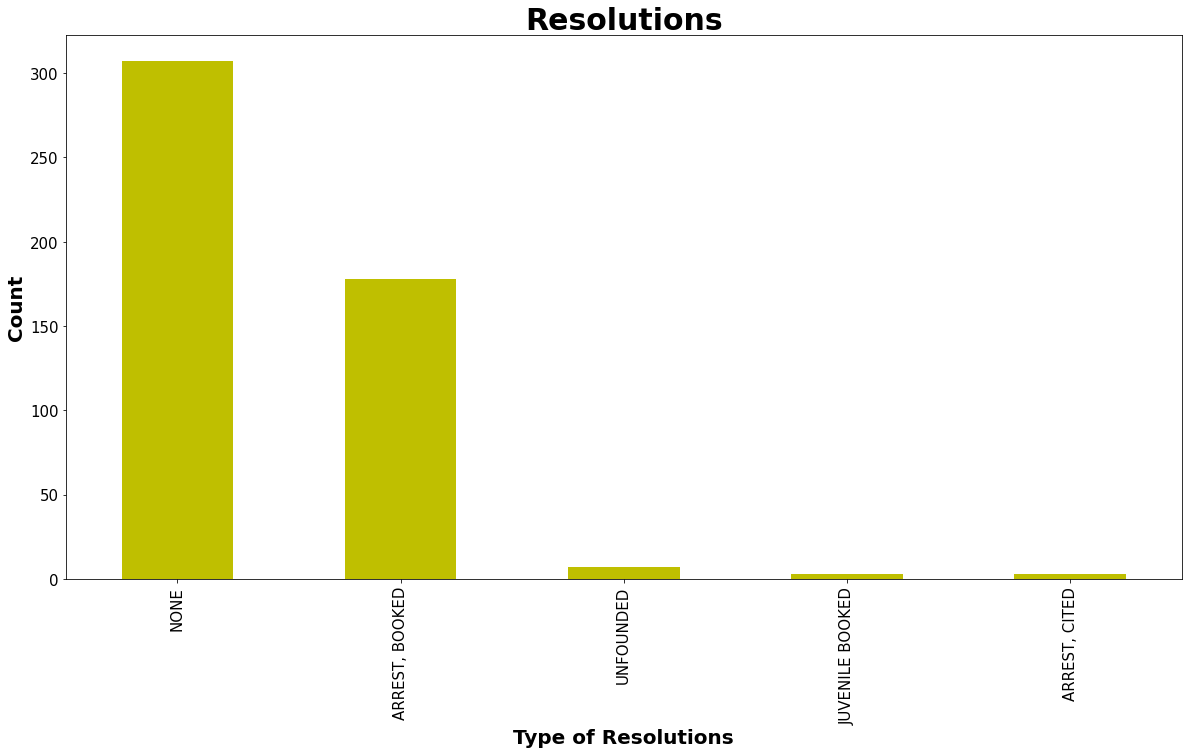 Resolutions
Count
300
250
200
150
100
50
0
NONE
ARREST, BOOKED
UNFOUNDED
JUVENILE BOOKED
ARREST, CITED
Type of Resolutions